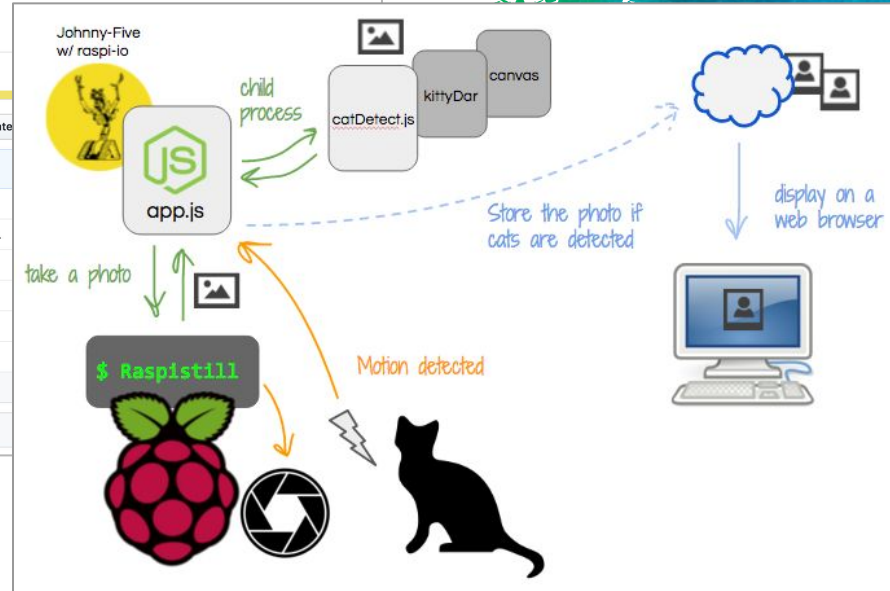 Johnny-Five
w/ raspi-io
child
process
catDetect.js
kittyDar
canvas
JS
app.js
take a photo
Store the photo if
cats are detected
display on a
web browser
$ Raspistill
Motion detected